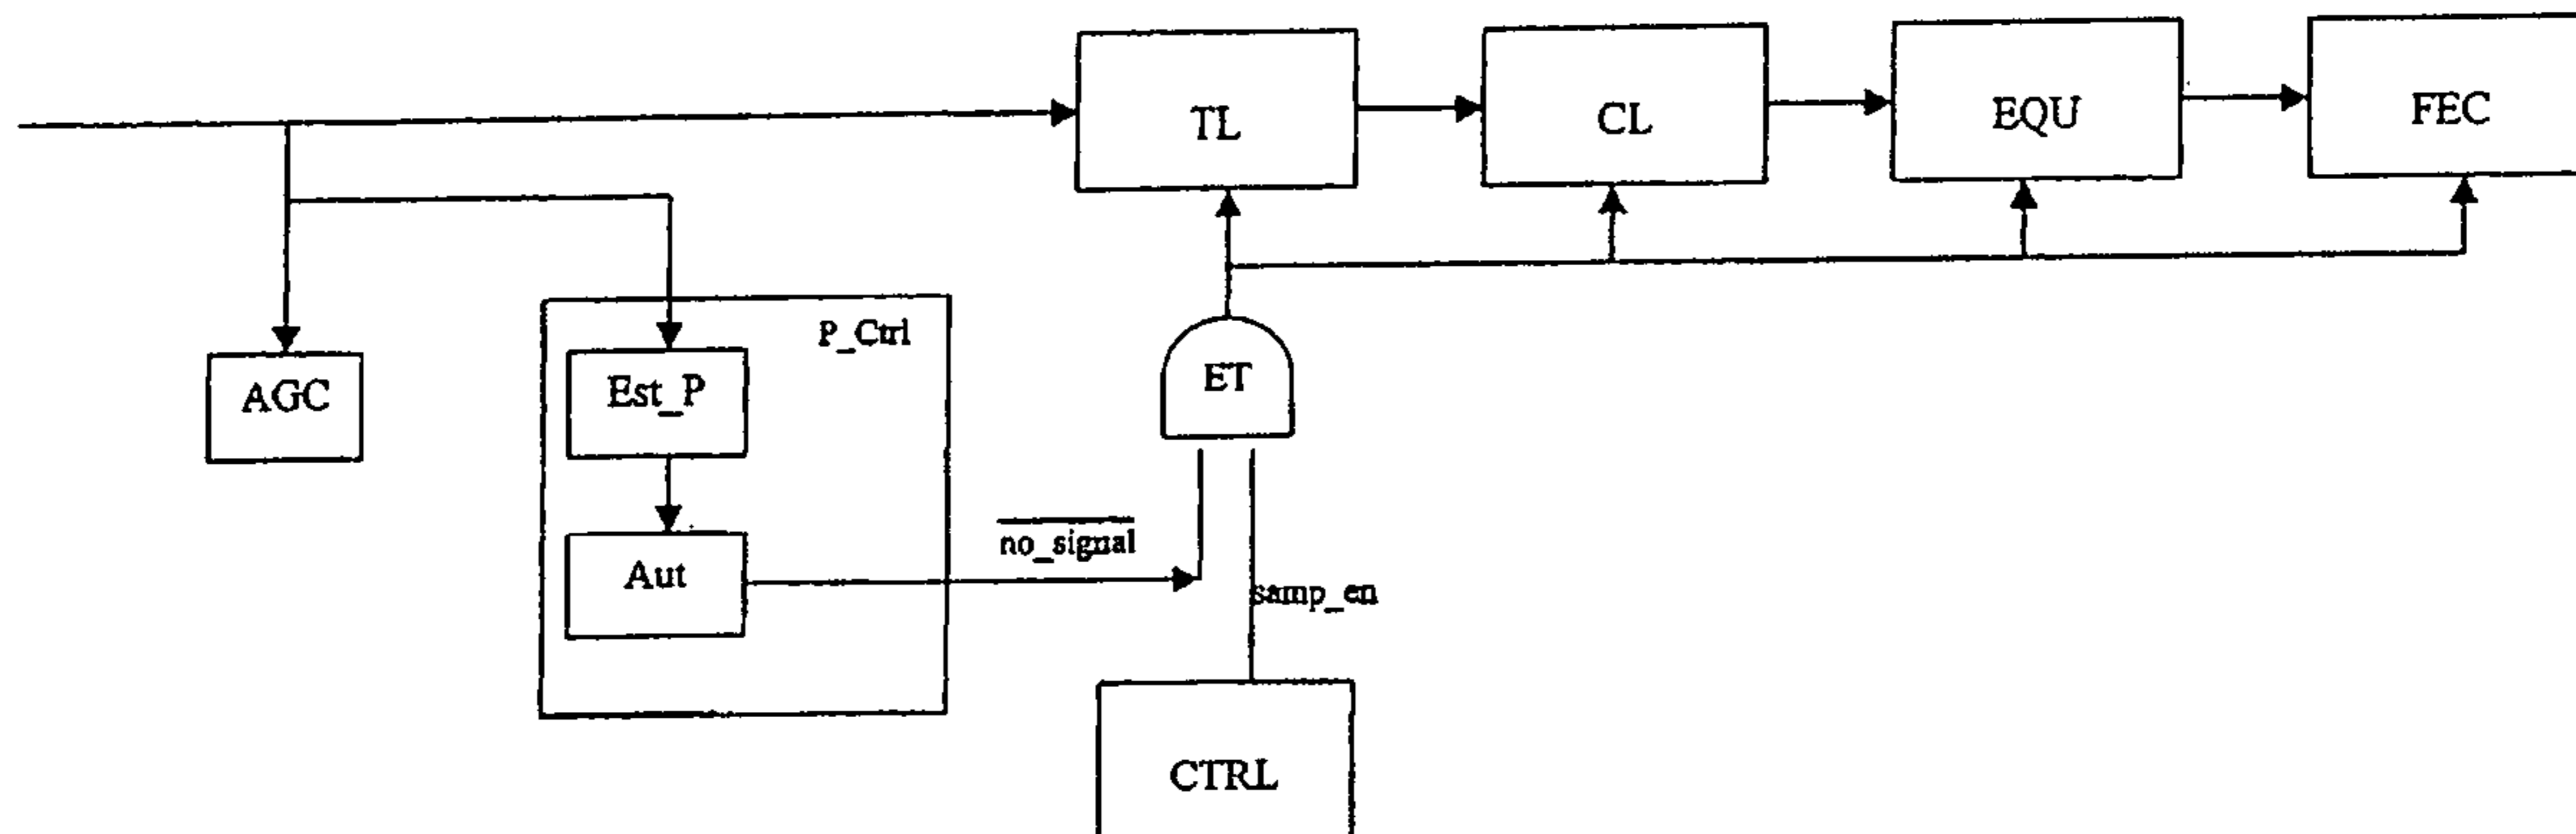 TL
CL
EQU
FEC
P_Ctrl
AGC
Est_P
ET
Aut
no_signal
samp_en
CTRL